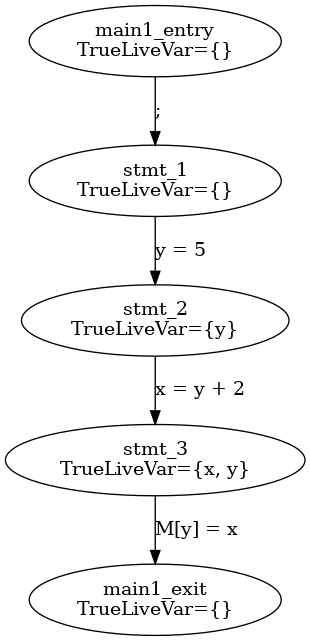 main1_entry
TrueLiveVar={}
;
stmt_1
TrueLiveVar={}
y = 5
stmt_2
TrueLiveVar={y}
x = y + 2
stmt_3
TrueLiveVar={x, y}
M[y] = x
main1_exit
TrueLiveVar={}